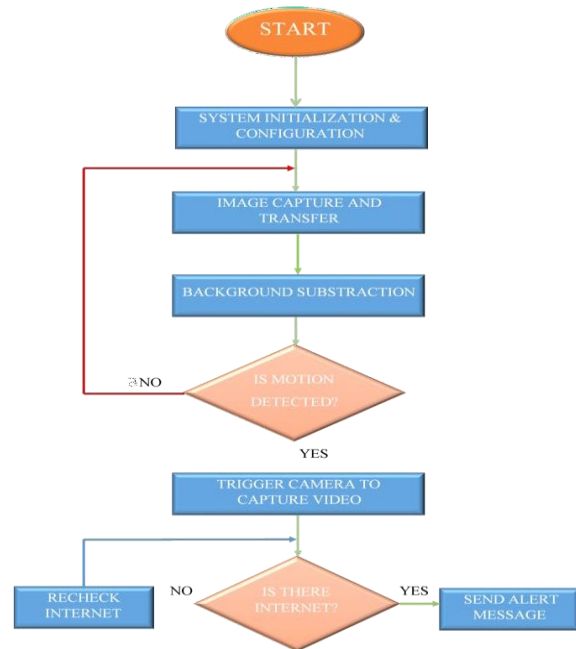 START
SYSTEM INITIALIZATION &
CONFIGURATION
IMAGE CAPTURE AND
TRANSFER
BACKGROUND SUBSTRACTION
IS MOTION
DETECTED?
NO
YES
TRIGGER CAMERA TO
CAPTURE VIDEO
RECHECK
INTERNET
NO
IS THERE
INTERNET?
YES
SEND ALERT
MESSAGE